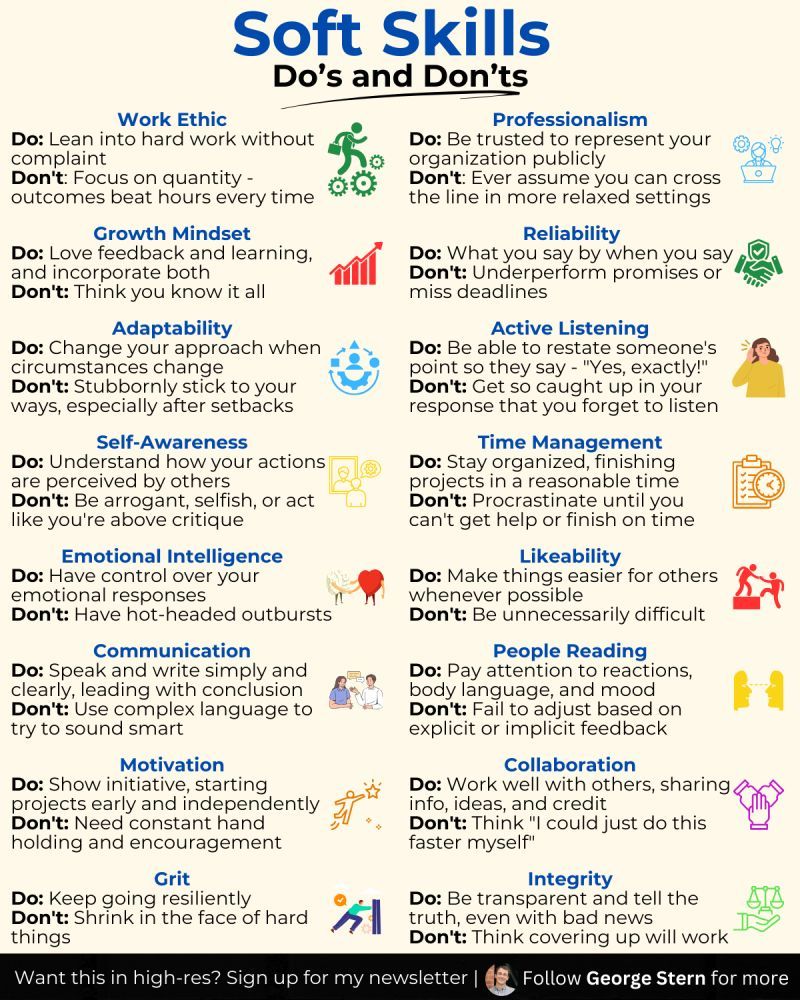 Soft Skills
Do's and Don'ts
Work Ethic
Do: Lean into hard work without
complaint
Don't: Focus on quantity -
outcomes beat hours every time
Professionalism
Do: Be trusted to represent your
organization publicly
Don't: Ever assume you can cross
the line in more relaxed settings
Growth Mindset
Do: Love feedback and learning,
and incorporate both
Don't: Think you know it all
Reliability
Do: What you say by when you say
Don't: Underperform promises or
miss deadlines
Adaptability
Do: Change your approach when
circumstances change
Don't: Stubbornly stick to your
ways, especially after setbacks
Active Listening
Do: Be able to restate someone's
point so they say - "Yes, exactly!"
Don't: Get so caught up in your
response that you forget to listen
Self-Awareness
Do: Understand how your actions
are perceived by others
Don't: Be arrogant, selfish, or act
like you're above critique
Time Management
Do: Stay organized, finishing
projects in a reasonable time
Don't: Procrastinate until you
can't get help or finish on time
Emotional Intelligence
Do: Have control over your
emotional responses
Don't: Have hot-headed outbursts
Likeability
Do: Make things easier for others
whenever possible
Don't: Be unnecessarily difficult
Communication
Do: Speak and write simply and
clearly, leading with conclusion
Don't: Use complex language to
try to sound smart
People Reading
Do: Pay attention to reactions,
body language, and mood
Don't: Fail to adjust based on
explicit or implicit feedback
Motivation
Do: Show initiative, starting
projects early and independently
Don't: Need constant hand
holding and encouragement
Collaboration
Do: Work well with others, sharing
info, ideas, and credit
Don't: Think "I could just do this
faster myself"
Grit
Do: Keep going resiliently
Don't: Shrink in the face of hard
things
Integrity
Do: Be transparent and tell the
truth, even with bad news
Don't: Think covering up will work
Want this in high-res? Sign up for my newsletter | Follow George Stern for more